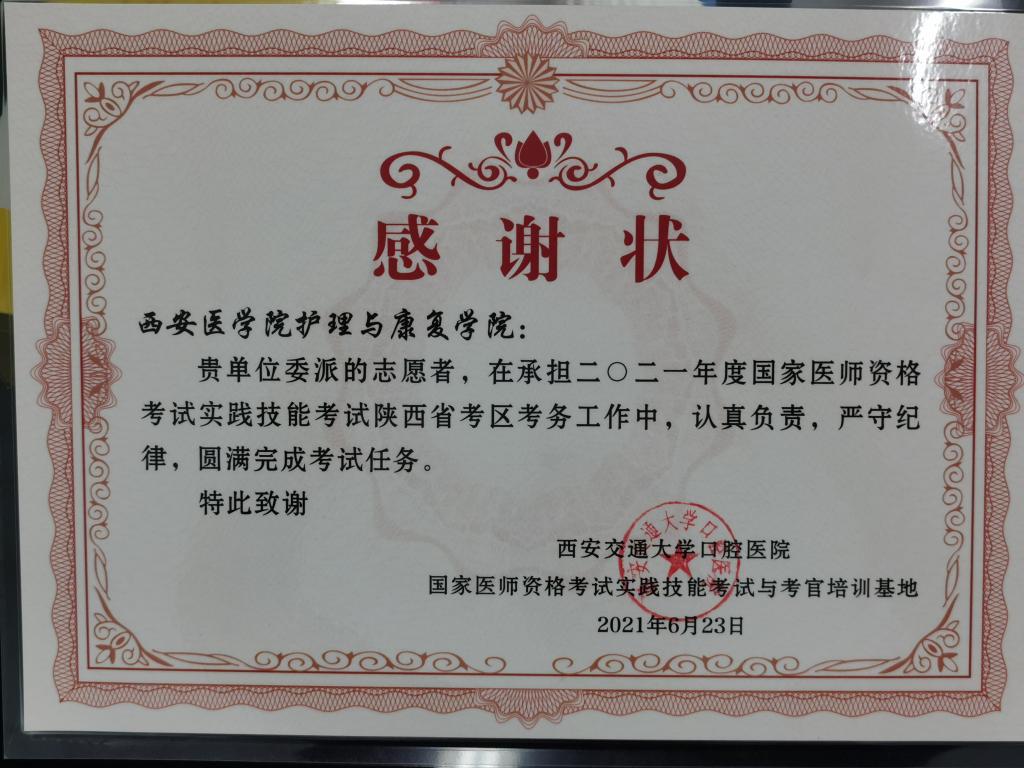 感谢状
西安医学院护理与康复学院：
贵单位委派的志愿者，在承担二〇二一年度国家医师资格
考试实践技能考试陕西省考区考务工作中，认真负责，严守纪
律，圆满完成考试任务。
特此致谢
西安交通大学口腔医院
国家医师资格考试实践技能考试与考官培训基地
2021年6月23日